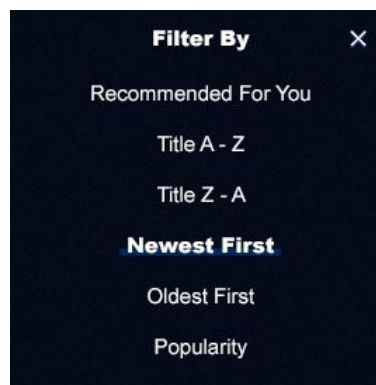 Filter By
Recommended For You
Title A - Z
Title Z - A
Newest First
Oldest First
Popularity